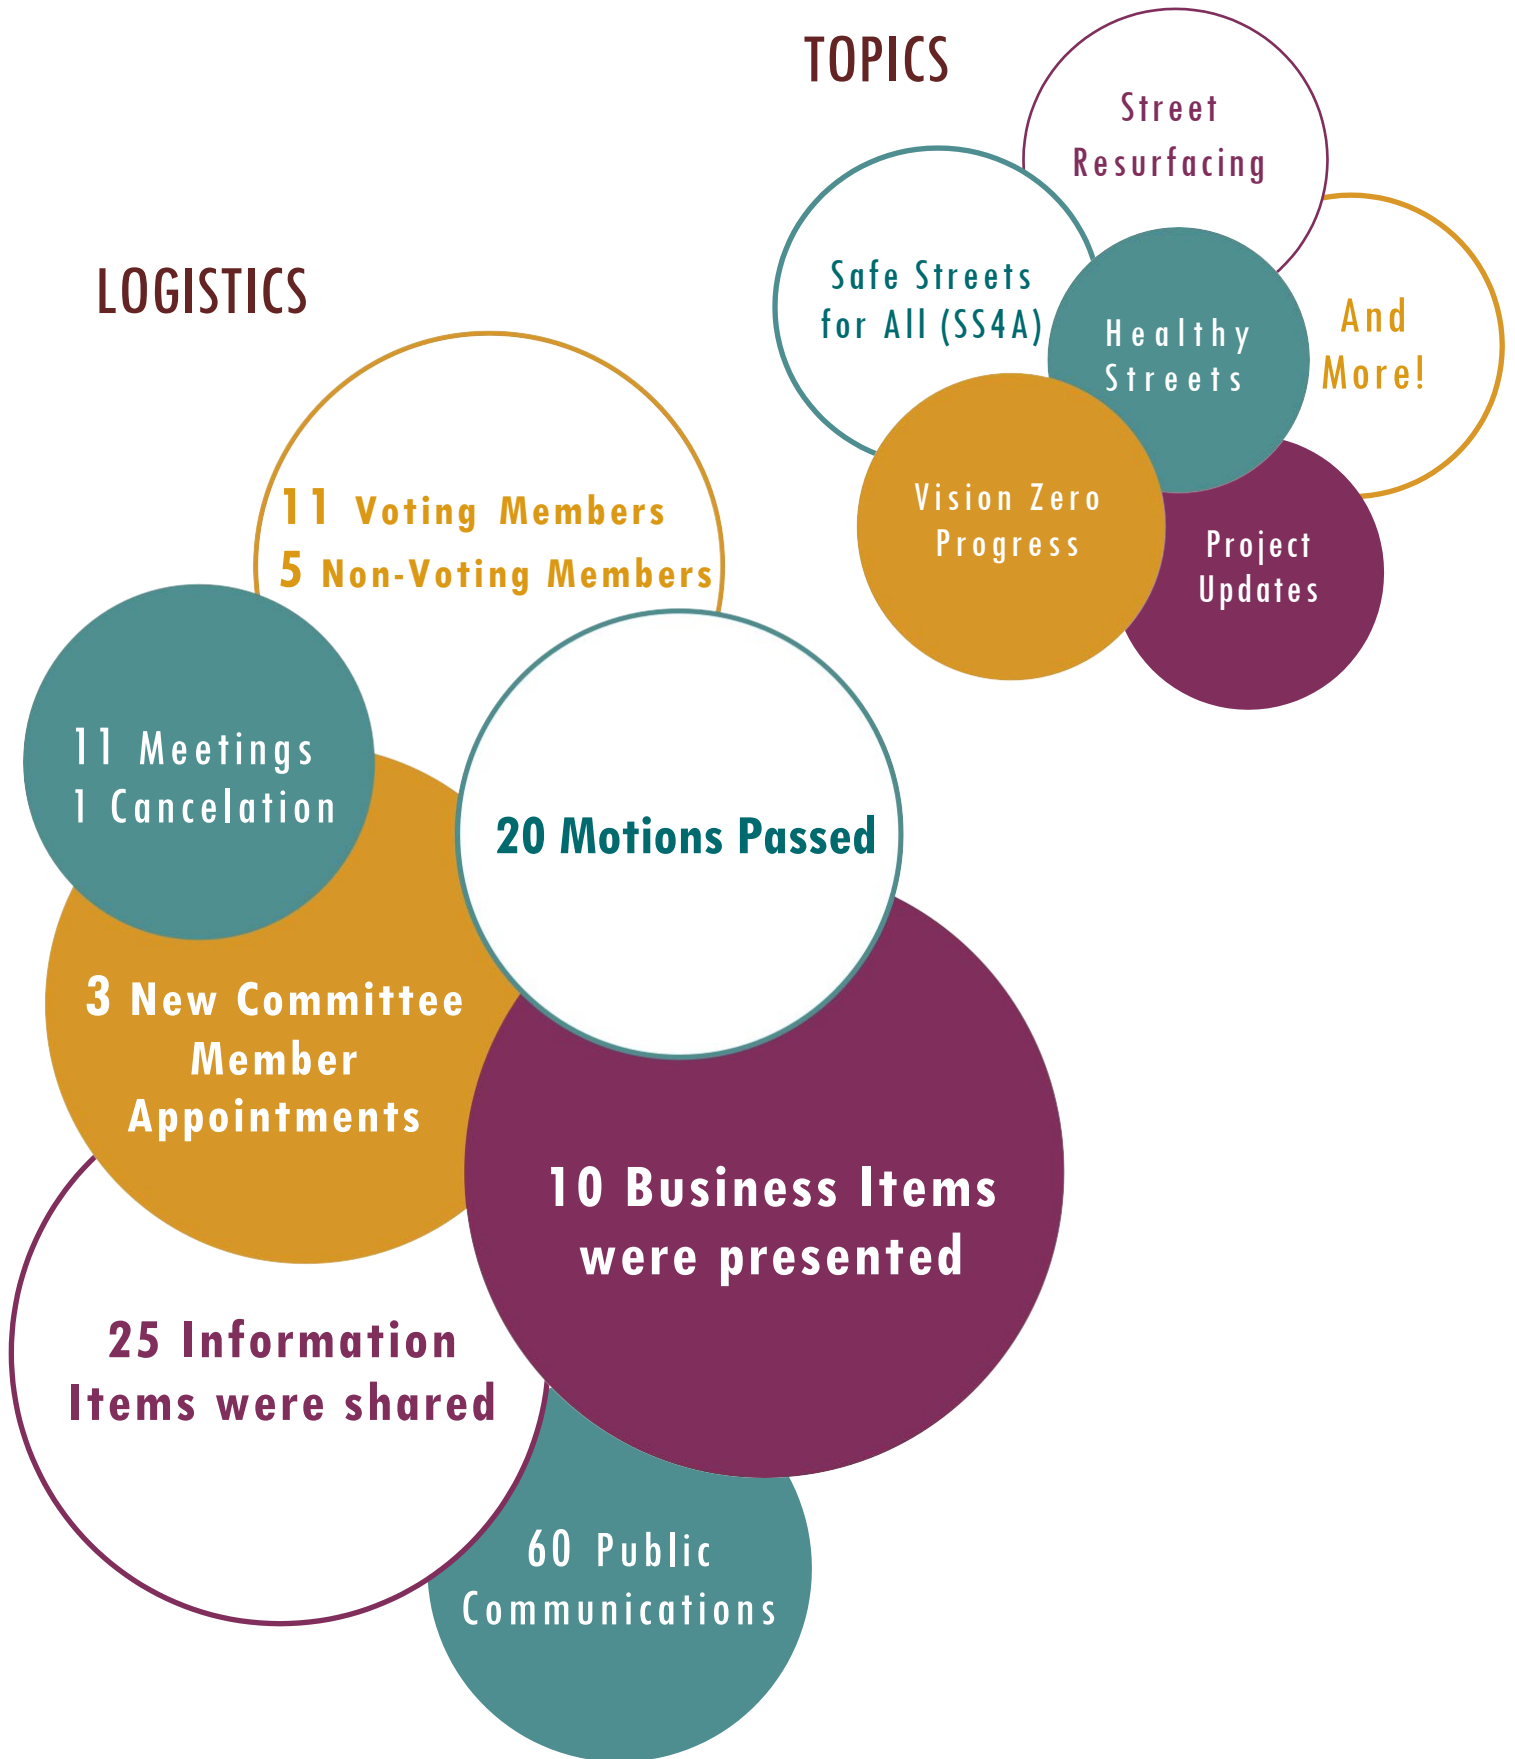 TOPICS
Street
Resurfacing
Safe Streets
for All (SS4A)
Healthy
Streets
And
More!
Vision Zero
Progress
Project
Updates
LOGISTICS
11 Voting Members
5 Non-Voting Members
11 Meetings
1 Cancelation
20 Motions Passed
3 New Committee
Member
Appointments
10 Business Items
were presented
25 Information
Items were shared
60 Public
Communications